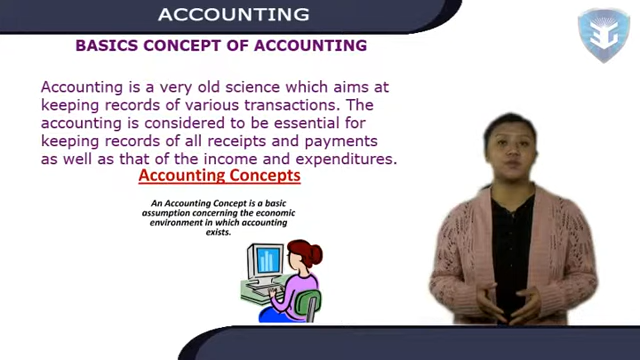 ACCOUNTING
BASICS CONCEPT OF ACCOUNTING
Accounting is a very old science which aims at
keeping records of various transactions. The
accounting is considered to be essential for
keeping records of all receipts and payments
as well as that of the income and expenditures.
Accounting Concepts
An Accounting Concept is a basic
assumption concerning the economic
environment in which accounting
exists.